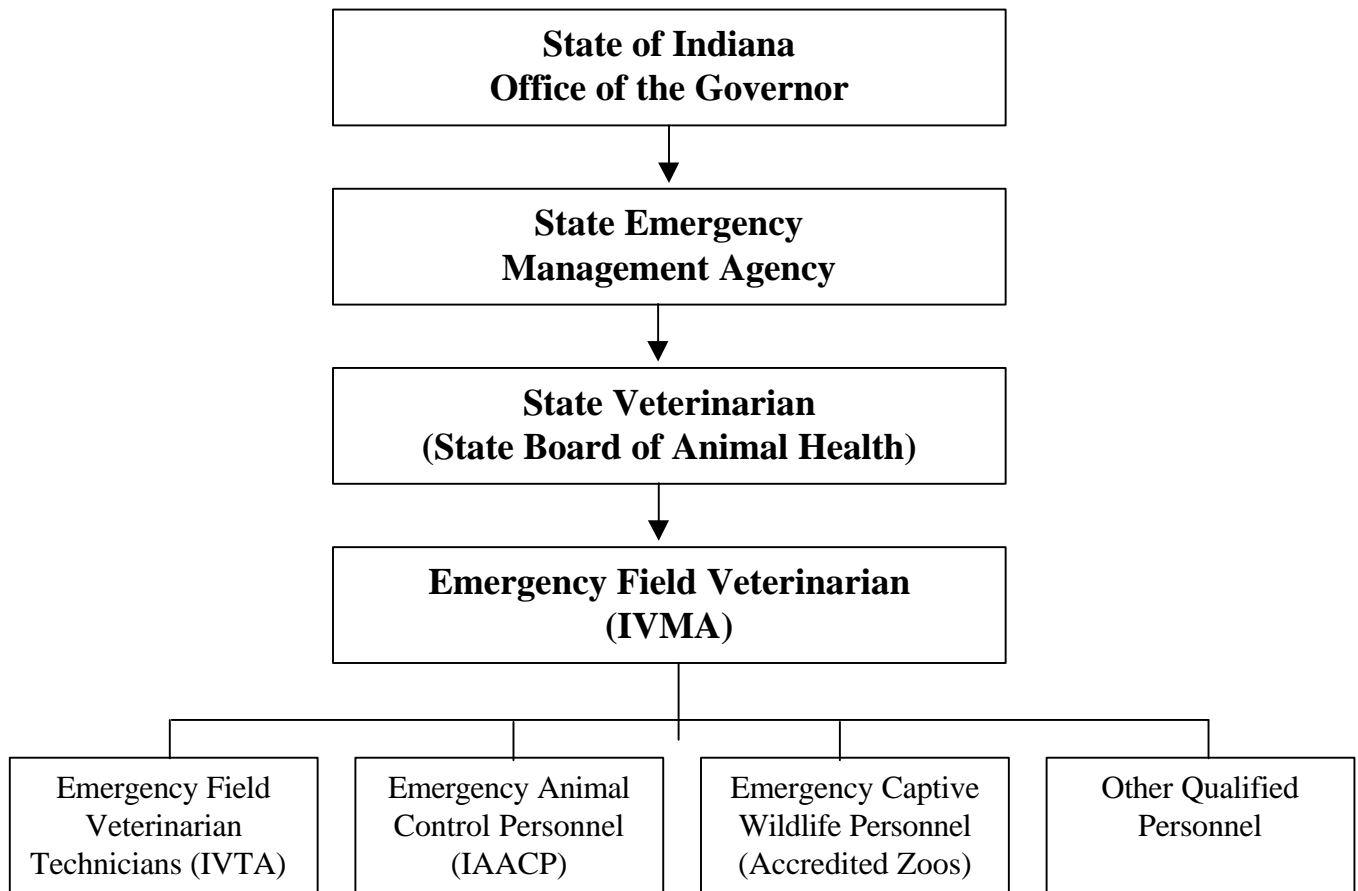 State of Indiana
Office of the Governor
State Emergency
Management Agency
State Veterinarian
(State Board of Animal Health)
Emergency Field Veterinarian
(IVMA)
Emergency Field
Veterinarian
Technicians (IVTA)
Emergency Animal
Control Personnel
(IAACP)
Emergency Captive
Wildlife Personnel
(Accredited Zoos)
Other Qualified
Personnel